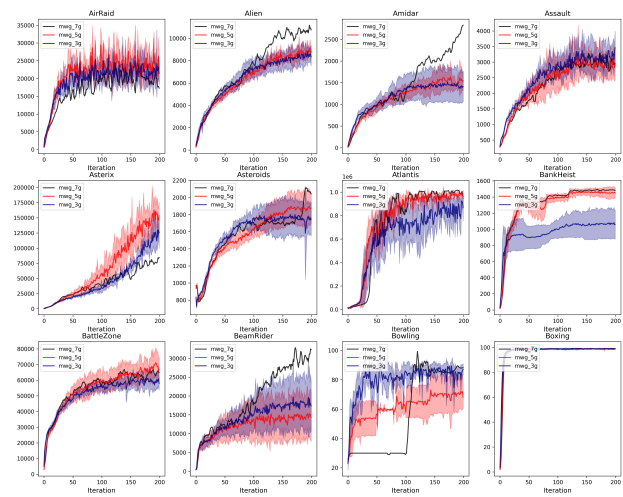 AirRaid
mwg_7g
mwg_5g
mwg_3g
35000
30000
25000
20000
15000
10000
5000
0
0 50 100 150 200
Iteration
Alien
mwg_7g
mwg_5g
mwg_3g
10000
8000
6000
4000
2000
0
0 50 100 150 200
Iteration
Amidar
mwg_7g
mwg_5g
mwg_3g
2500
2000
1500
1000
500
0
0 50 100 150 200
Iteration
Assault
mwg_7g
mwg_5g
mwg_3g
4000
3000
2000
1000
0 50 100 150 200
Iteration
Asterix
mwg_7g
mwg_5g
mwg_3g
200000
175000
150000
125000
100000
75000
50000
25000
0
0 50 100 150 200
Iteration
Asteroids
mwg_7g
mwg_5g
mwg_3g
2200
2000
1800
1600
1400
1200
1000
800
0 50 100 150 200
Iteration
Atlantis
1e6
mwg_7g
mwg_5g
mwg_3g
1.0
0.8
0.6
0.4
0.2
0.0
0 50 100 150 200
Iteration
BankHeist
mwg_7g
mwg_5g
mwg_3g
1600
1400
1200
1000
800
600
400
200
0
0 50 100 150 200
Iteration
BattleZone
mwg_7g
mwg_5g
mwg_3g
80000
70000
60000
50000
40000
30000
20000
10000
0
0 50 100 150 200
Iteration
BeamRider
mwg_7g
mwg_5g
mwg_3g
30000
25000
20000
15000
10000
5000
0
0 50 100 150 200
Iteration
Bowling
mwg_7g
mwg_5g
mwg_3g
100
80
60
40
20
0 50 100 150 200
Iteration
Boxing
mwg_7g
mwg_5g
mwg_3g
100
80
60
40
20
0
0 50 100 150 200
Iteration